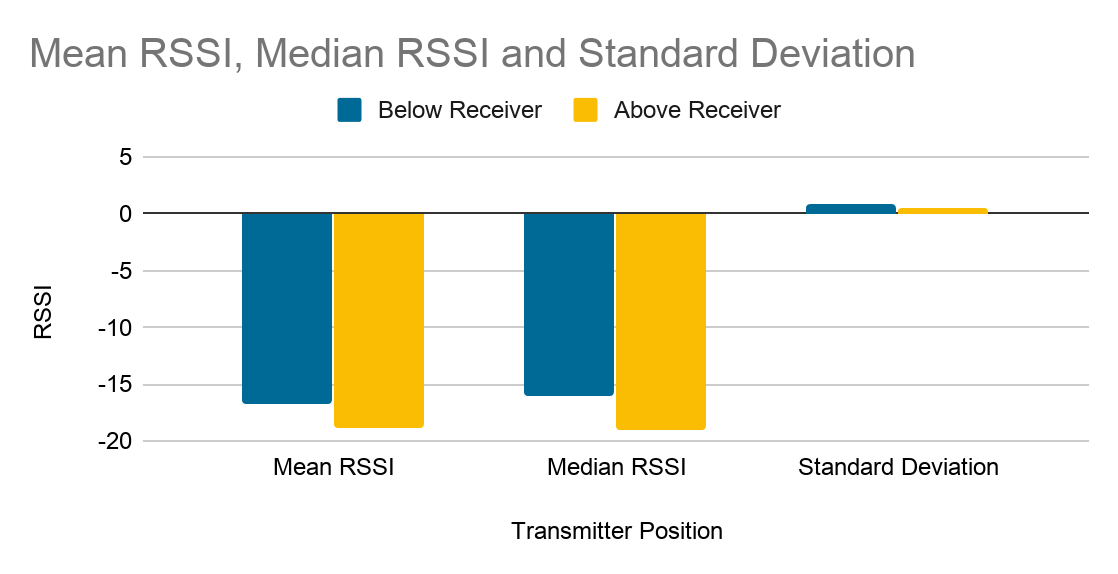 Mean RSSI, Median RSSI and Standard Deviation
Below Receiver Above Receiver
5
0
-5
-10
-15
-20
RSSI
Mean RSSI Median RSSI Standard Deviation
Transmitter Position